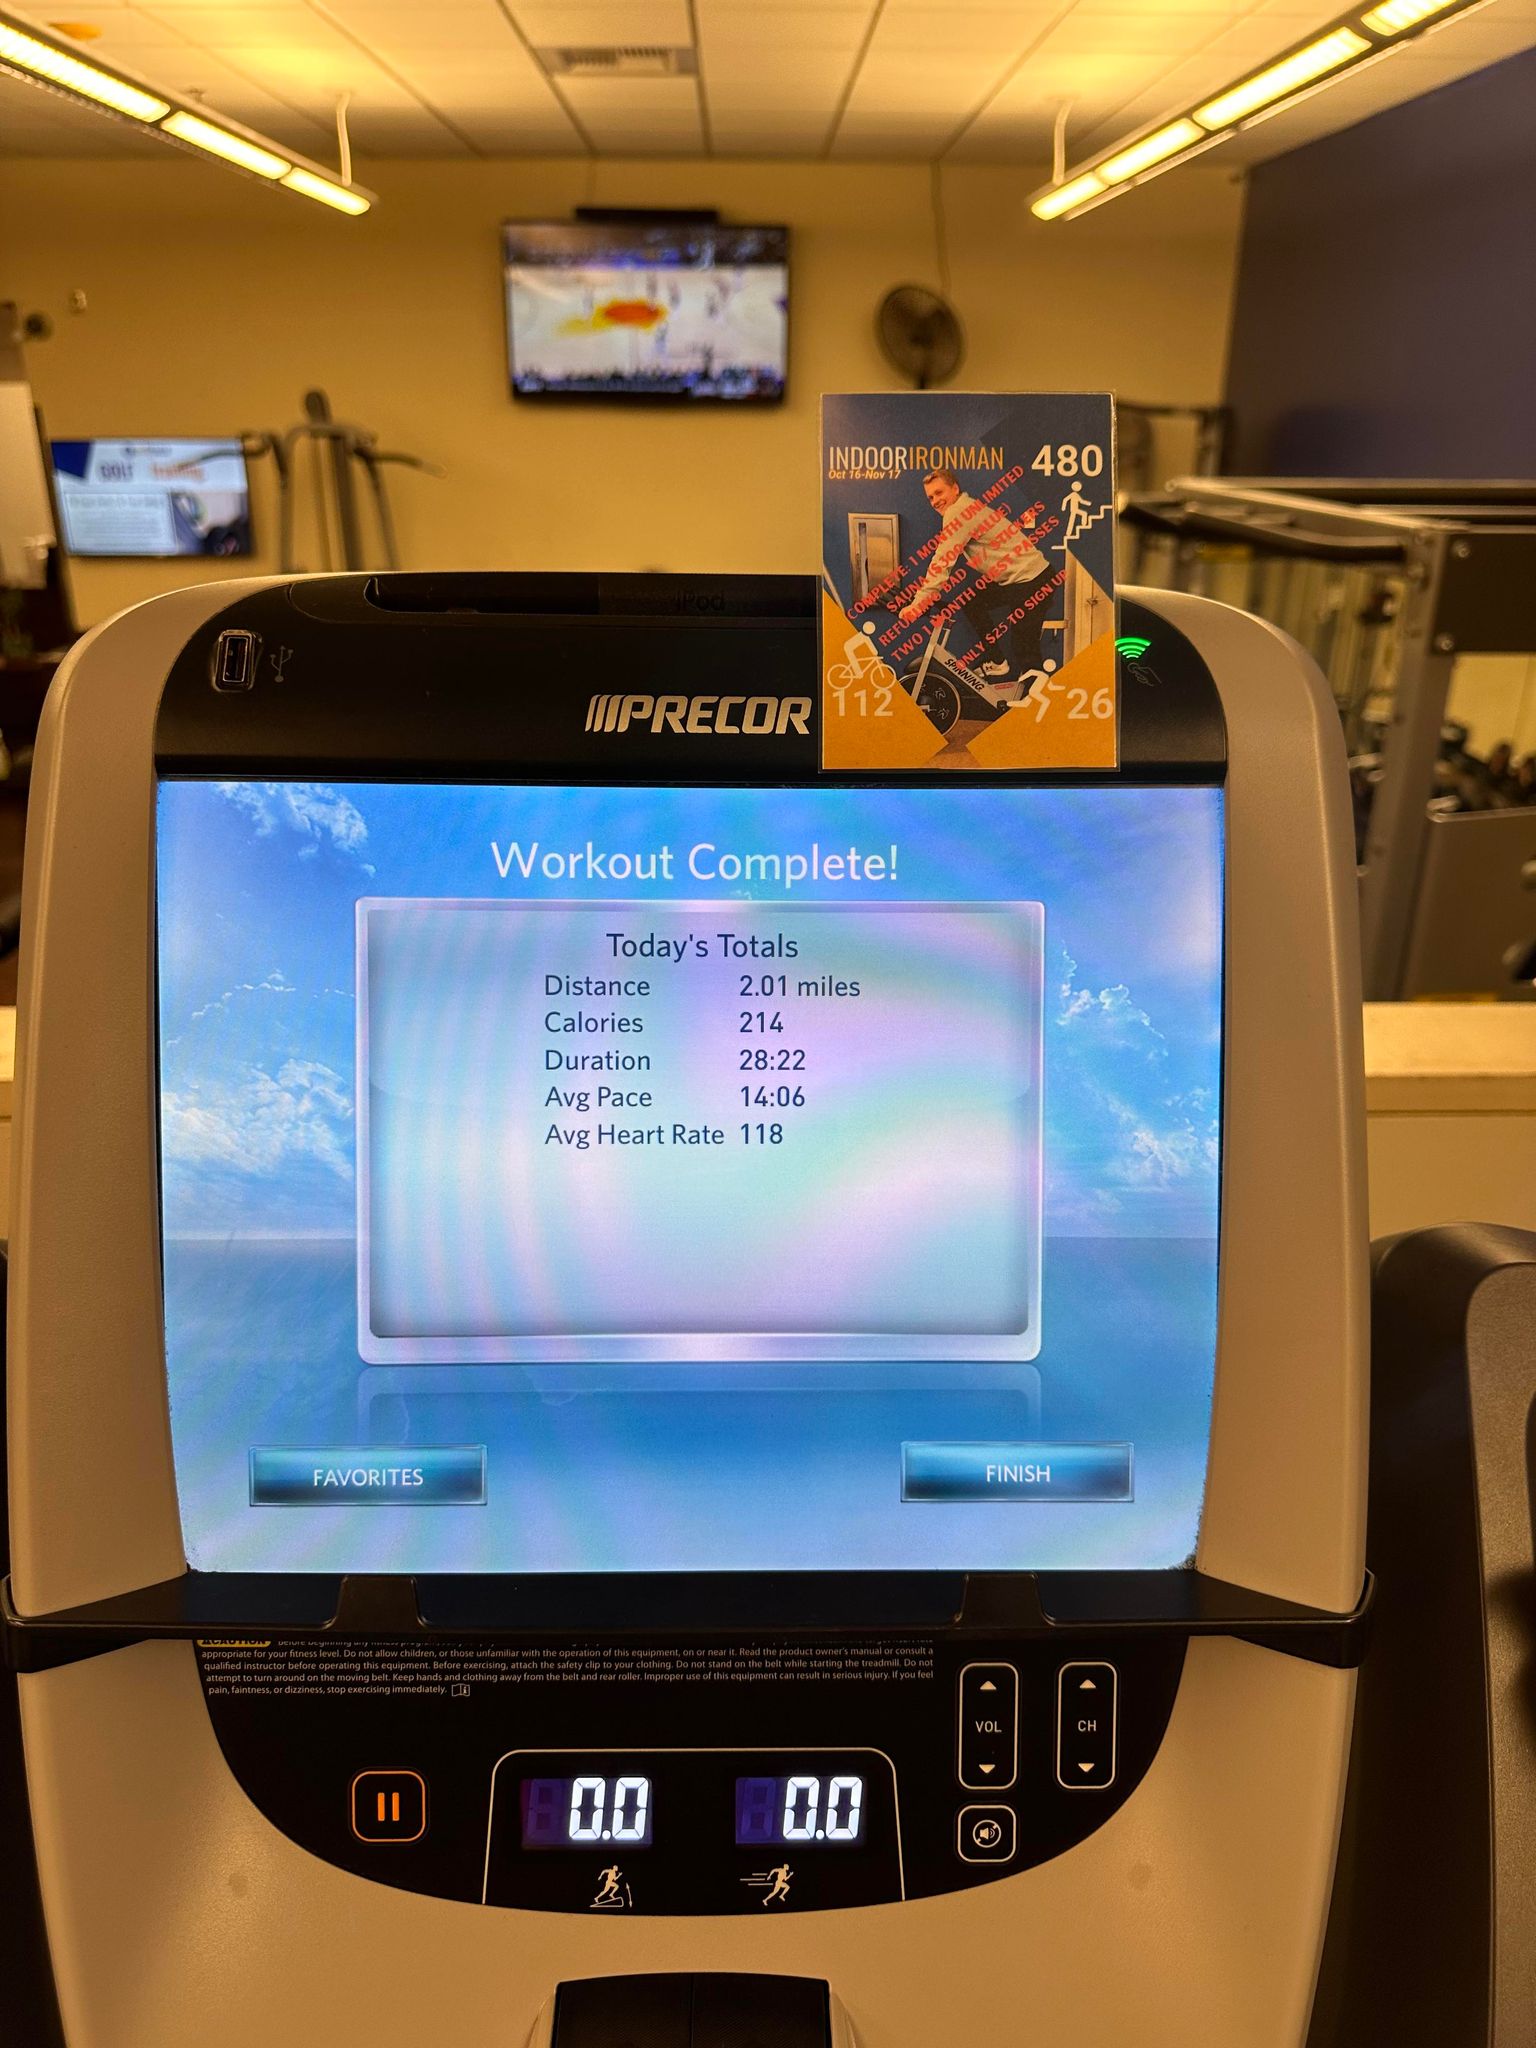 GOLF
INDOORIRONMAN
480
Oct 16-Nov 17
COMPLETE: 1 MONTH UNLIMITED
SAUNA VALUE)
W/ STICKERS
TWO 1 MONTH GUEST PASSES
ONLY $25 TO SIGN UP
SPINNING
112
26
iPod
PRECOR
Workout Complete!
Today's Totals
Distance 2.01 miles
Calories 214
Duration 28:22
Avg Pace 14:06
Avg Heart Rate 118
FAVORITES
FINISH
CAUTION Before beginning any fitness
appropriate for your fitness level. Do not allow children, or those unfamiliar with the operation of this equipment, on or near it. Read the product owner's manual or consult a
qualified instructor before operating this equipment. Before exercising, attach the safety clip to your clothing. Do not stand on the belt while starting the treadmill. Do not
attempt to turn around on the moving belt. Keep hands and clothing away from the belt and rear roller. Improper use of this equipment can result in serious injury. If you feel
pain, faintness, or dizziness, stop exercising immediately.
VOL
CH
0.0
0.0